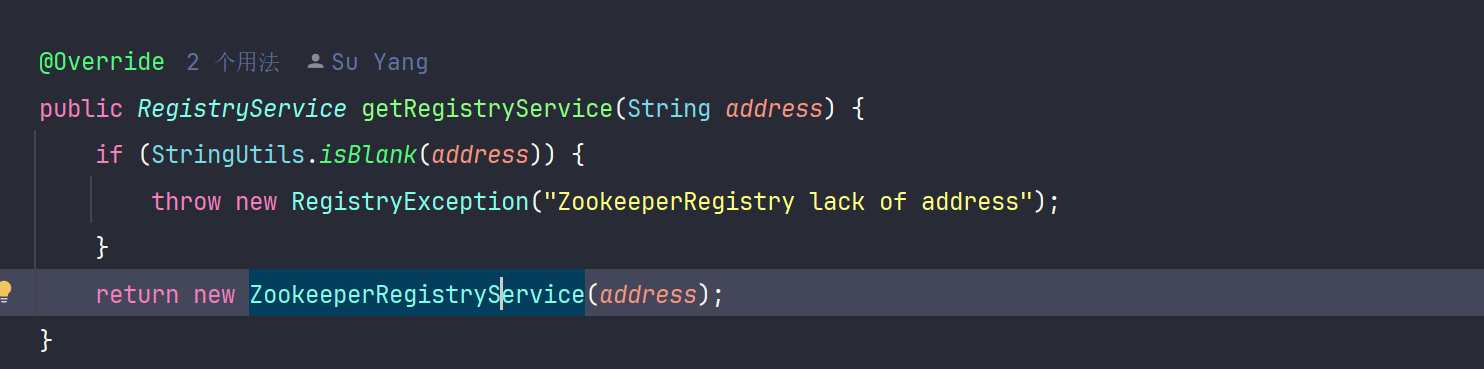 @Override 2 个用法 Su Yang
public RegistryService getRegistryService(String address) {
if (StringUtils.isBlank(address)) {
throw new RegistryException("ZookeeperRegistry lack of address");
}
return new ZookeeperRegistryService(address);
}